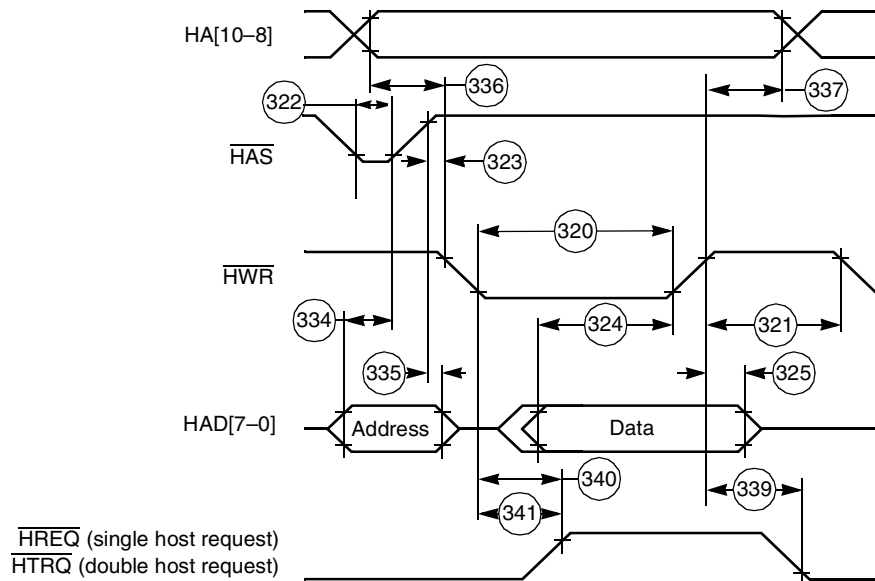 HA[10–8]
336
337
322
HAS
323
320
HWR
334
324
321
335
325
HAD[7–0]
Address
Data
340
341
339
HREQ (single host request)
HTRQ (double host request)